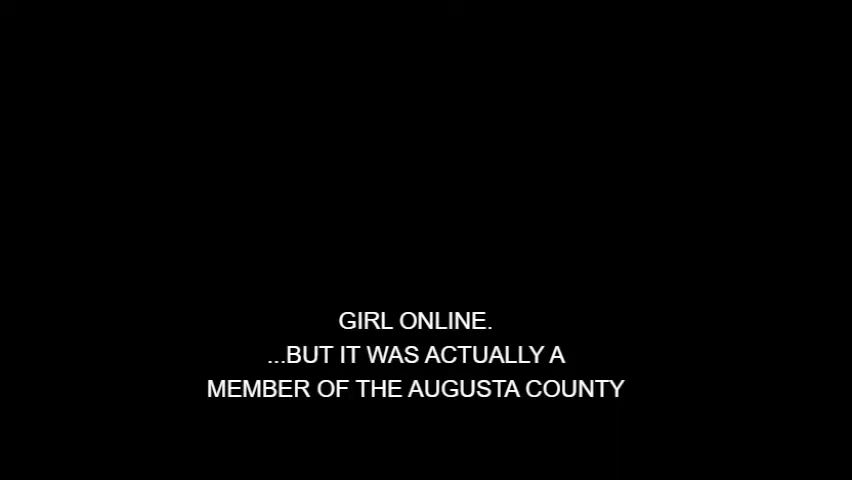 GIRL ONLINE.
...BUT IT WAS ACTUALLY A
MEMBER OF THE AUGUSTA COUNTY